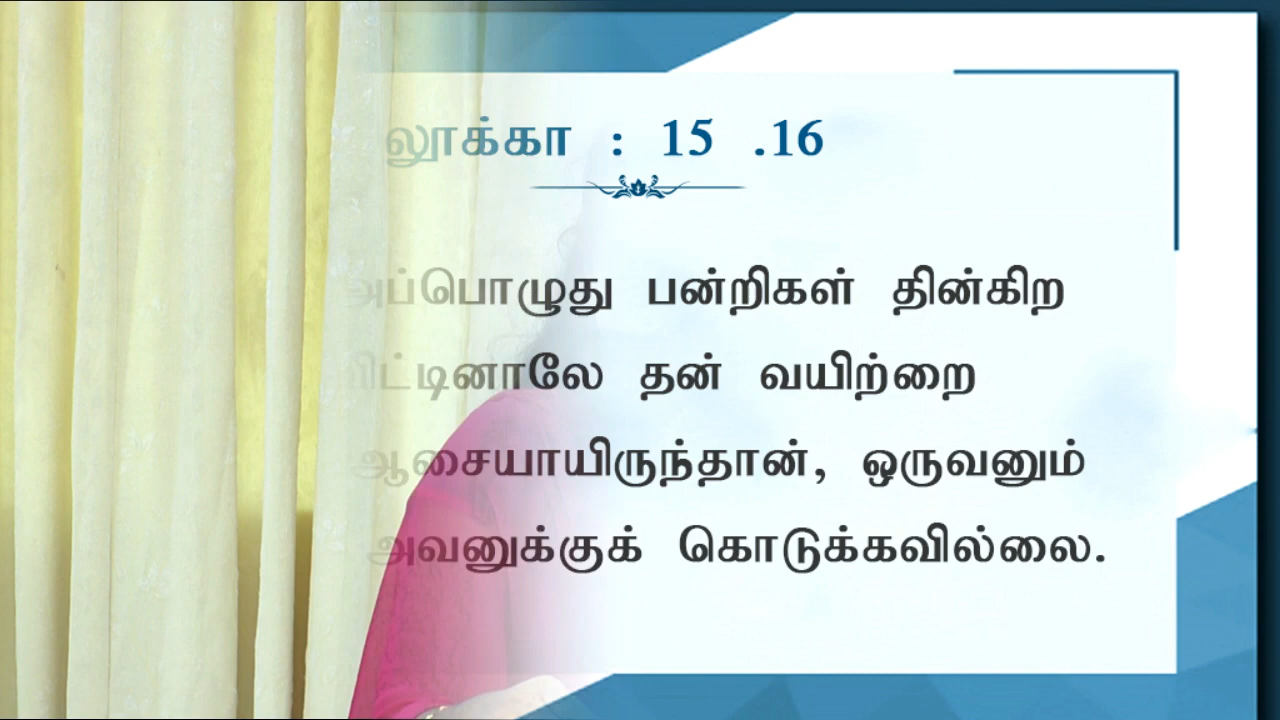 லூக்கா : 15 .16
அப்பொழுது பன்றிகள் தின்கிற
தன் வயிற்றை
ஆசையாயிருந்தான், ஒருவனும்
அவனுக்குக் கொடுக்கவில்லை.